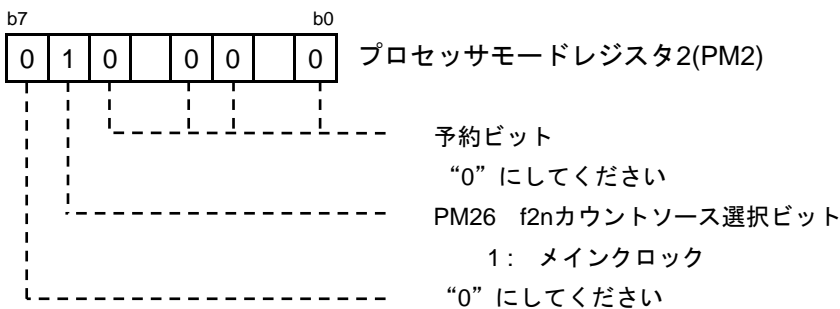 b7 b0
0 1 0 0 0 0 プロセッサモードレジスタ2(PM2)
予約ビット
“0”にしてください
PM26 f2nカウントソース選択ビット
1: メインクロック
“0”にしてください